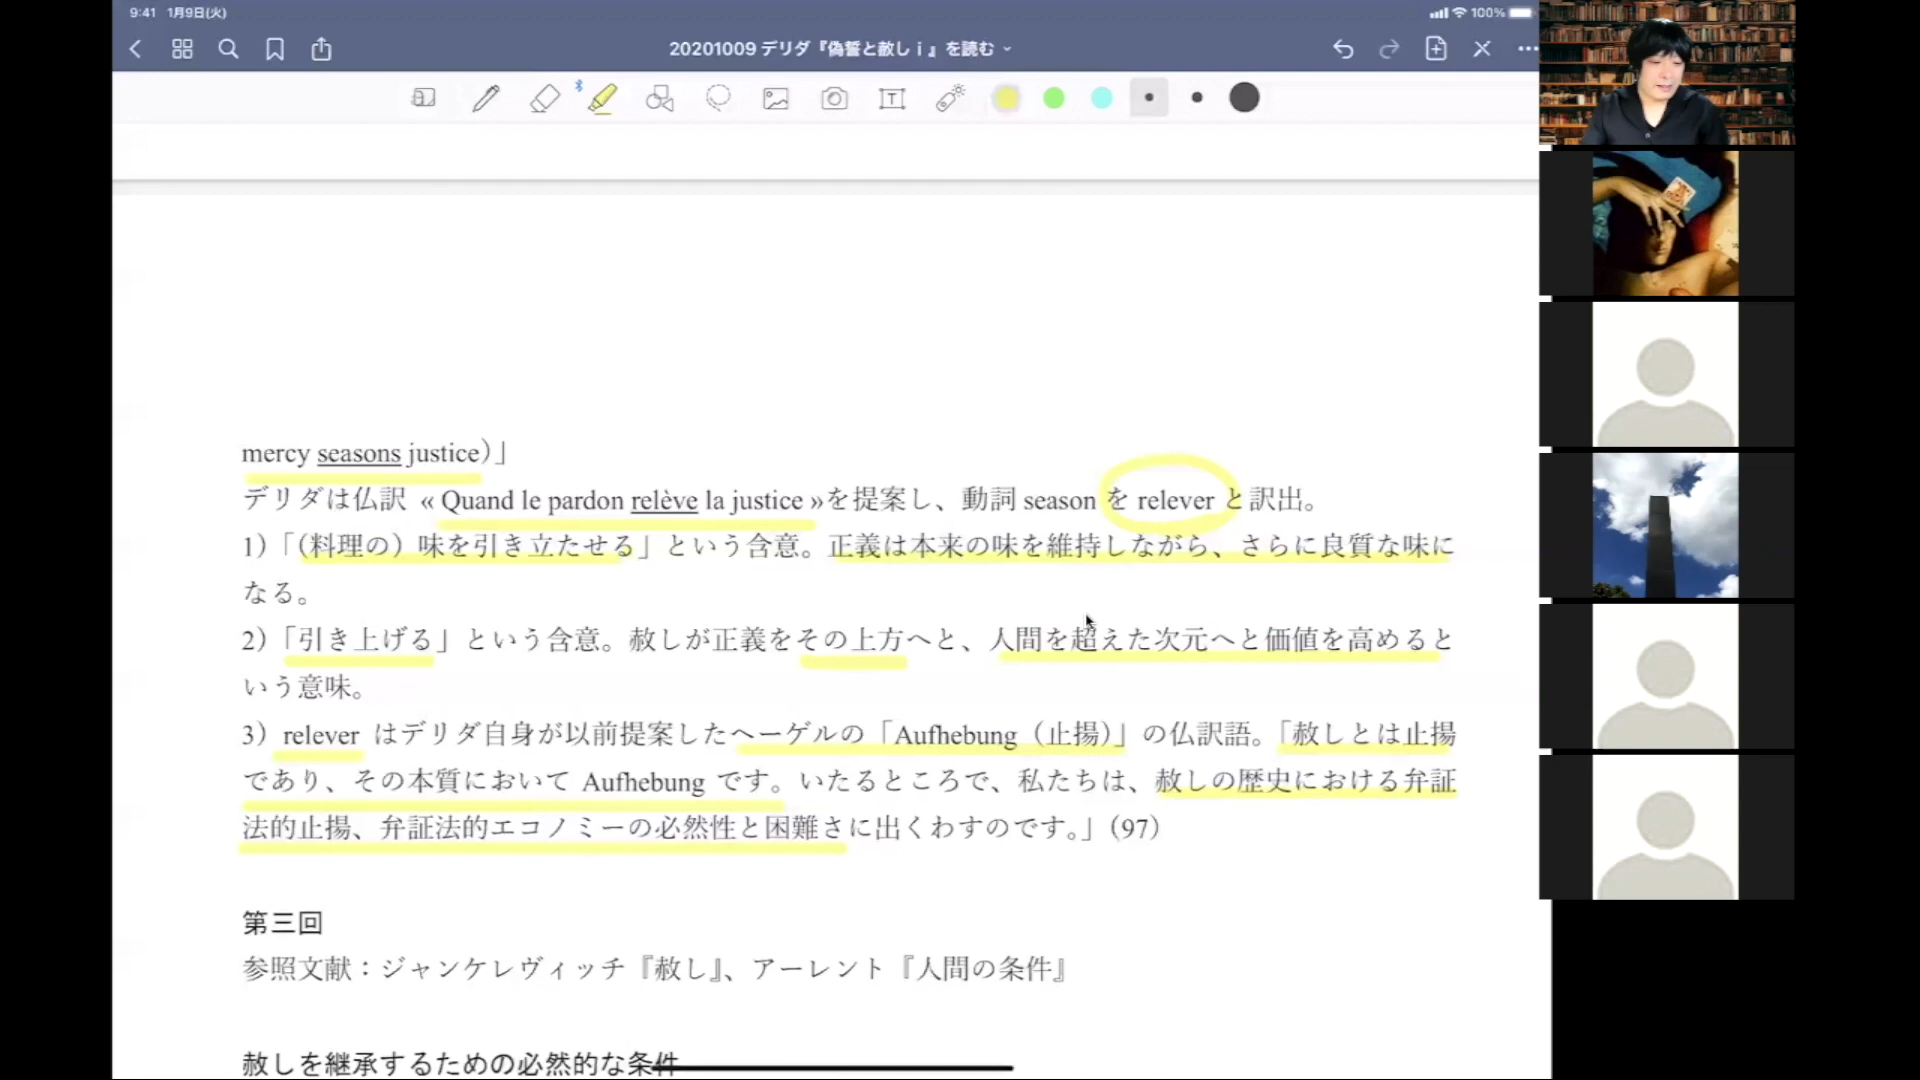 9:41 1月9日(火)
100%
20201009 デリダ『偽誓と赦しⅰ』を読む
mercy seasons justice）」
デリダは仏訳 « Quand le pardon relève la justice »を提案し、動詞 season を relever と訳出。
1）「（料理の）味を引き立たせる」という含意。正義は本来の味を維持しながら、さらに良質な味に
なる。
2）「引き上げる」という含意。赦しが正義をその上方へと、人間を超えた次元へと価値を高めると
いう意味。
3） relever はデリダ自身が以前提案したヘーゲルの「Aufhebung（止揚）」の仏訳語。「赦しとは止揚
であり、その本質において Aufhebung です。いたるところで、私たちは、赦しの歴史における弁証
法的止揚、弁証法的エコノミーの必然性と困難さに出くわすのです。」（97）
第三回
参照文献：ジャンケレヴィッチ『赦し』、アーレント『人間の条件』
赦しを継承するための必然的な条件